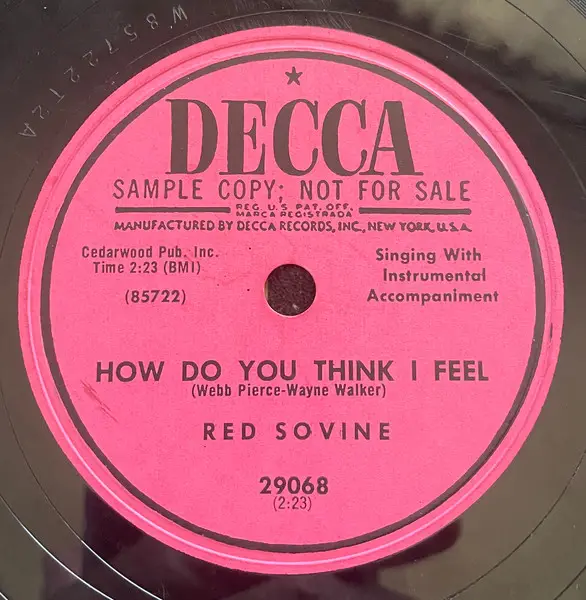 W85722T2A
★
DECCA
SAMPLE COPY; NOT FOR SALE
REG. U.S. PAT. OFF.
MARCA REGISTRADA
MANUFACTURED BY DECCA RECORDS, INC., NEW YORK, U.S.A.
Cedarwood Pub. Inc.
Time 2:23 (BMI)
(85722)
Singing With
Instrumental
Accompaniment
HOW DO YOU THINK I FEEL
(Webb Pierce-Wayne Walker)
RED SOVINE
29068
(2:23)